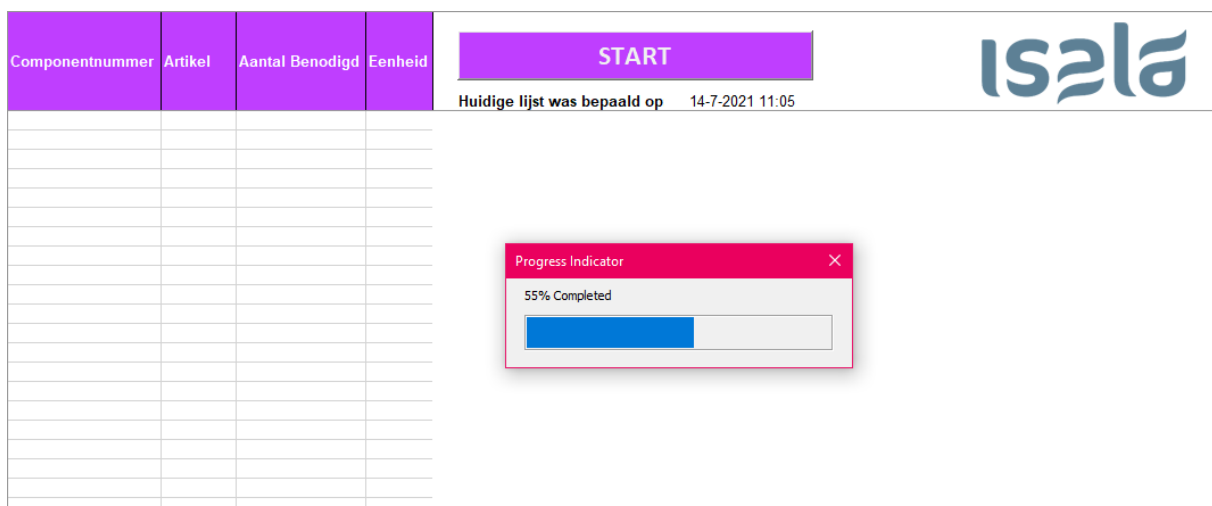 Componentnummer Artikel Aantal Benodigd Eenheid
START
Huidige lijst was bepaald op 14-7-2021 11:05
isala
Progress Indicator
55% Completed